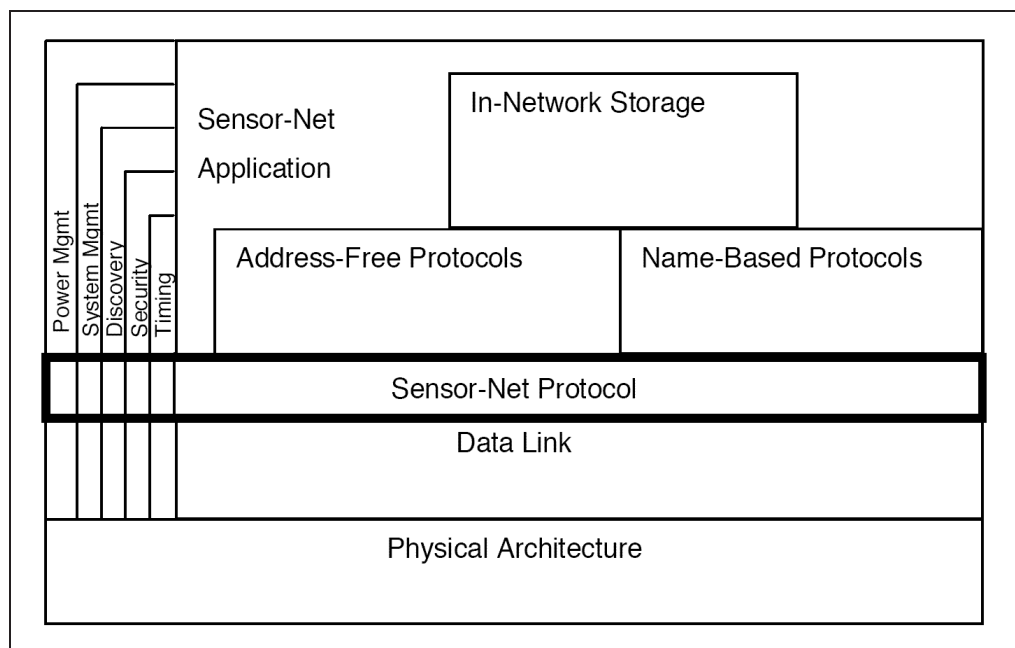 In-Network Storage
Sensor-Net
Application
Power Mgmt
System Mgmt
Discovery
Security
Timing
Address-Free Protocols
Name-Based Protocols
Sensor-Net Protocol
Data Link
Physical Architecture